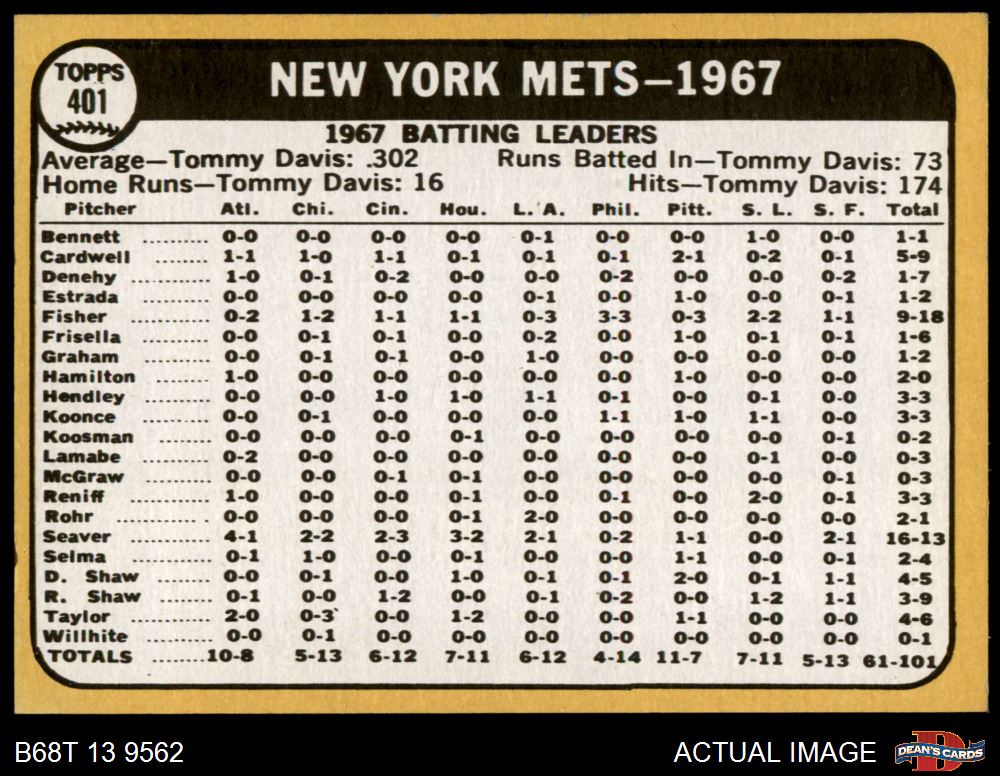 TOPPS
401
NEW YORK METS—1967
1967 BATTING LEADERS
Average—Tommy Davis: .302 Runs Batted In—Tommy Davis: 73
Home Runs—Tommy Davis: 16 Hits—Tommy Davis: 174
Pitcher Atl. Chi. Cin. Hou. L. A. Phil. Pitt. S. L. S. F. Total
Bennett .......... 0-0 0-0 0-0 0-0 0-1 0-0 0-0 1-0 0-0 1-1
Cardwell ........ 1-1 1-0 1-1 0-1 0-1 0-1 2-1 0-2 0-1 5-9
Denehy ............ 1-0 0-1 0-2 0-0 0-0 0-2 0-0 0-0 0-2 1-7
Estrada .......... 0-0 0-0 0-0 0-0 0-1 0-0 1-0 0-0 0-1 1-2
Fisher .............. 0-2 1-2 1-1 1-1 0-3 3-3 0-3 2-2 1-1 9-18
Frisella ............ 0-0 0-1 0-1 0-0 0-2 0-0 1-0 0-1 0-1 1-6
Graham .......... 0-0 0-1 0-1 0-0 1-0 0-0 0-0 0-0 0-0 1-2
Hamilton ........ 1-0 0-0 0-0 0-0 0-0 0-0 1-0 0-0 0-0 2-0
Hendley .......... 0-0 0-0 1-0 1-0 1-1 0-1 0-0 0-1 0-0 3-3
Koonce .......... 0-0 0-1 0-0 0-0 0-0 1-1 1-0 1-1 0-0 3-3
Koosman ........ 0-0 0-0 0-0 0-1 0-0 0-0 0-0 0-0 0-1 0-2
Lamabe .......... 0-2 0-0 0-0 0-0 0-0 0-0 0-0 0-1 0-0 0-3
McGraw .......... 0-0 0-0 0-1 0-1 0-0 0-0 0-0 0-0 0-1 0-3
Reniff .............. 1-0 0-0 0-0 0-1 0-0 0-1 0-0 2-0 0-1 3-3
Rohr ............ . 0-0 0-0 0-0 0-1 2-0 0-0 0-0 0-0 0-0 2-1
Seaver ............ 4-1 2-2 2-3 3-2 2-1 0-2 1-1 0-0 2-1 16-13
Selma .............. 0-1 1-0 0-0 0-1 0-0 0-0 1-1 0-0 0-1 2-4
D. Shaw ........ 0-0 0-1 0-0 1-0 0-1 0-1 2-0 0-1 1-1 4-5
R. Shaw ........ 0-1 0-0 1-2 0-0 0-1 0-2 0-0 1-2 1-1 3-9
Taylor ............ 2-0 0-3 0-0 1-2 0-0 0-0 1-1 0-0 0-0 4-6
Willhite .......... 0-0 0-1 0-0 0-0 0-0 0-0 0-0 0-0 0-0 0-1
TOTALS ........ 10-8 5-13 6-12 7-11 6-12 4-14 11-7 7-11 5-13 61-101
B68T 13 9562 ACTUAL IMAGE D DEAN'S CARDS